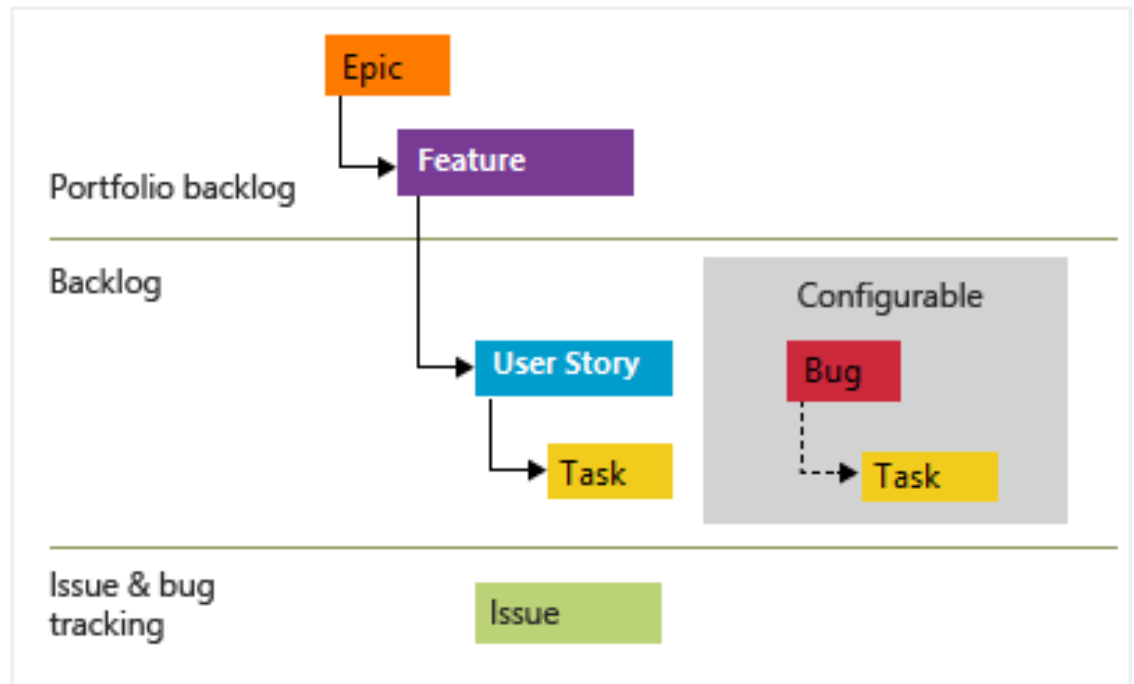 Epic
Feature
Portfolio backlog
Backlog
Configurable
User Story
Bug
Task
Task
Issue & bug
tracking
Issue